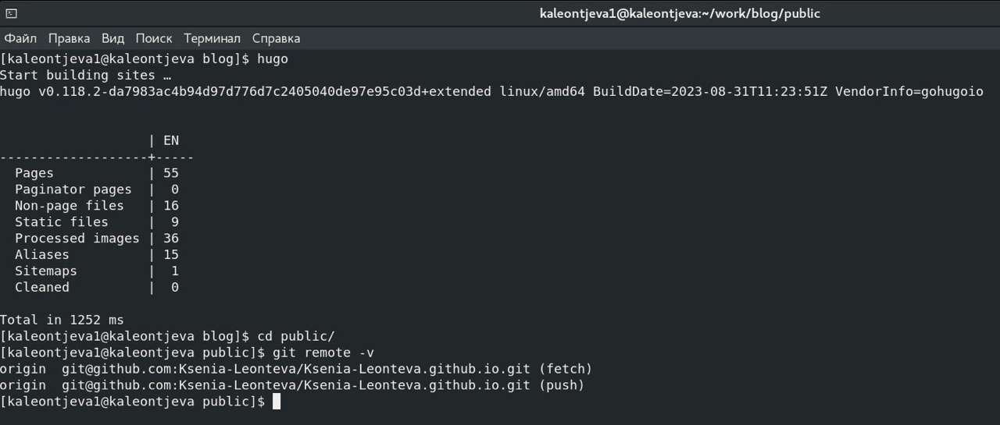 kaleontjeva1@kaleontjeva:~/work/blog/public
Файл Правка Вид Поиск Терминал Справка
[kaleontjeva1@kaleontjeva blog]$ hugo
Start building sites …
hugo v0.118.2-da7983ac4b94d97d776d7c2405040de97e95c03d+extended linux/amd64 BuildDate=2023-08-31T11:23:51Z VendorInfo=gohugoio
                   | EN
-------------------+-----
  Pages            | 55
  Paginator pages  |  0
  Non-page files   | 16
  Static files     |  9
  Processed images | 36
  Aliases          | 15
  Sitemaps         |  1
  Cleaned          |  0
Total in 1252 ms
[kaleontjeva1@kaleontjeva blog]$ cd public/
[kaleontjeva1@kaleontjeva public]$ git remote -v
origin  git@github.com:Ksenia-Leonteva/Ksenia-Leonteva.github.io.git (fetch)
origin  git@github.com:Ksenia-Leonteva/Ksenia-Leonteva.github.io.git (push)
[kaleontjeva1@kaleontjeva public]$